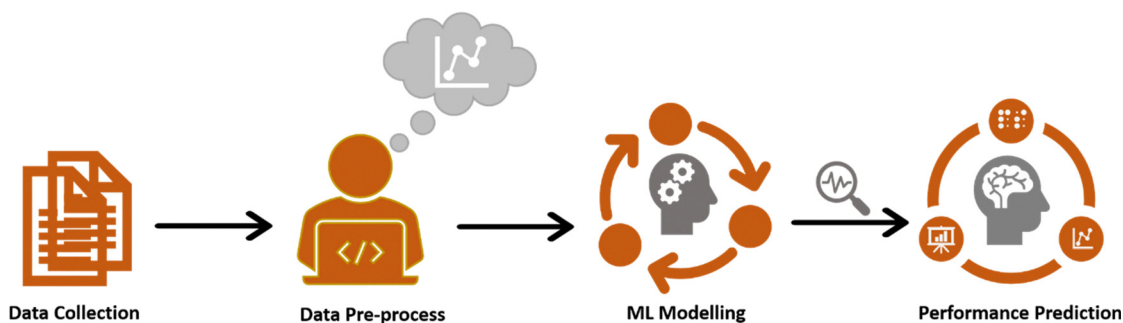 </>
Data Collection
Data Pre-process
ML Modelling
Performance Prediction